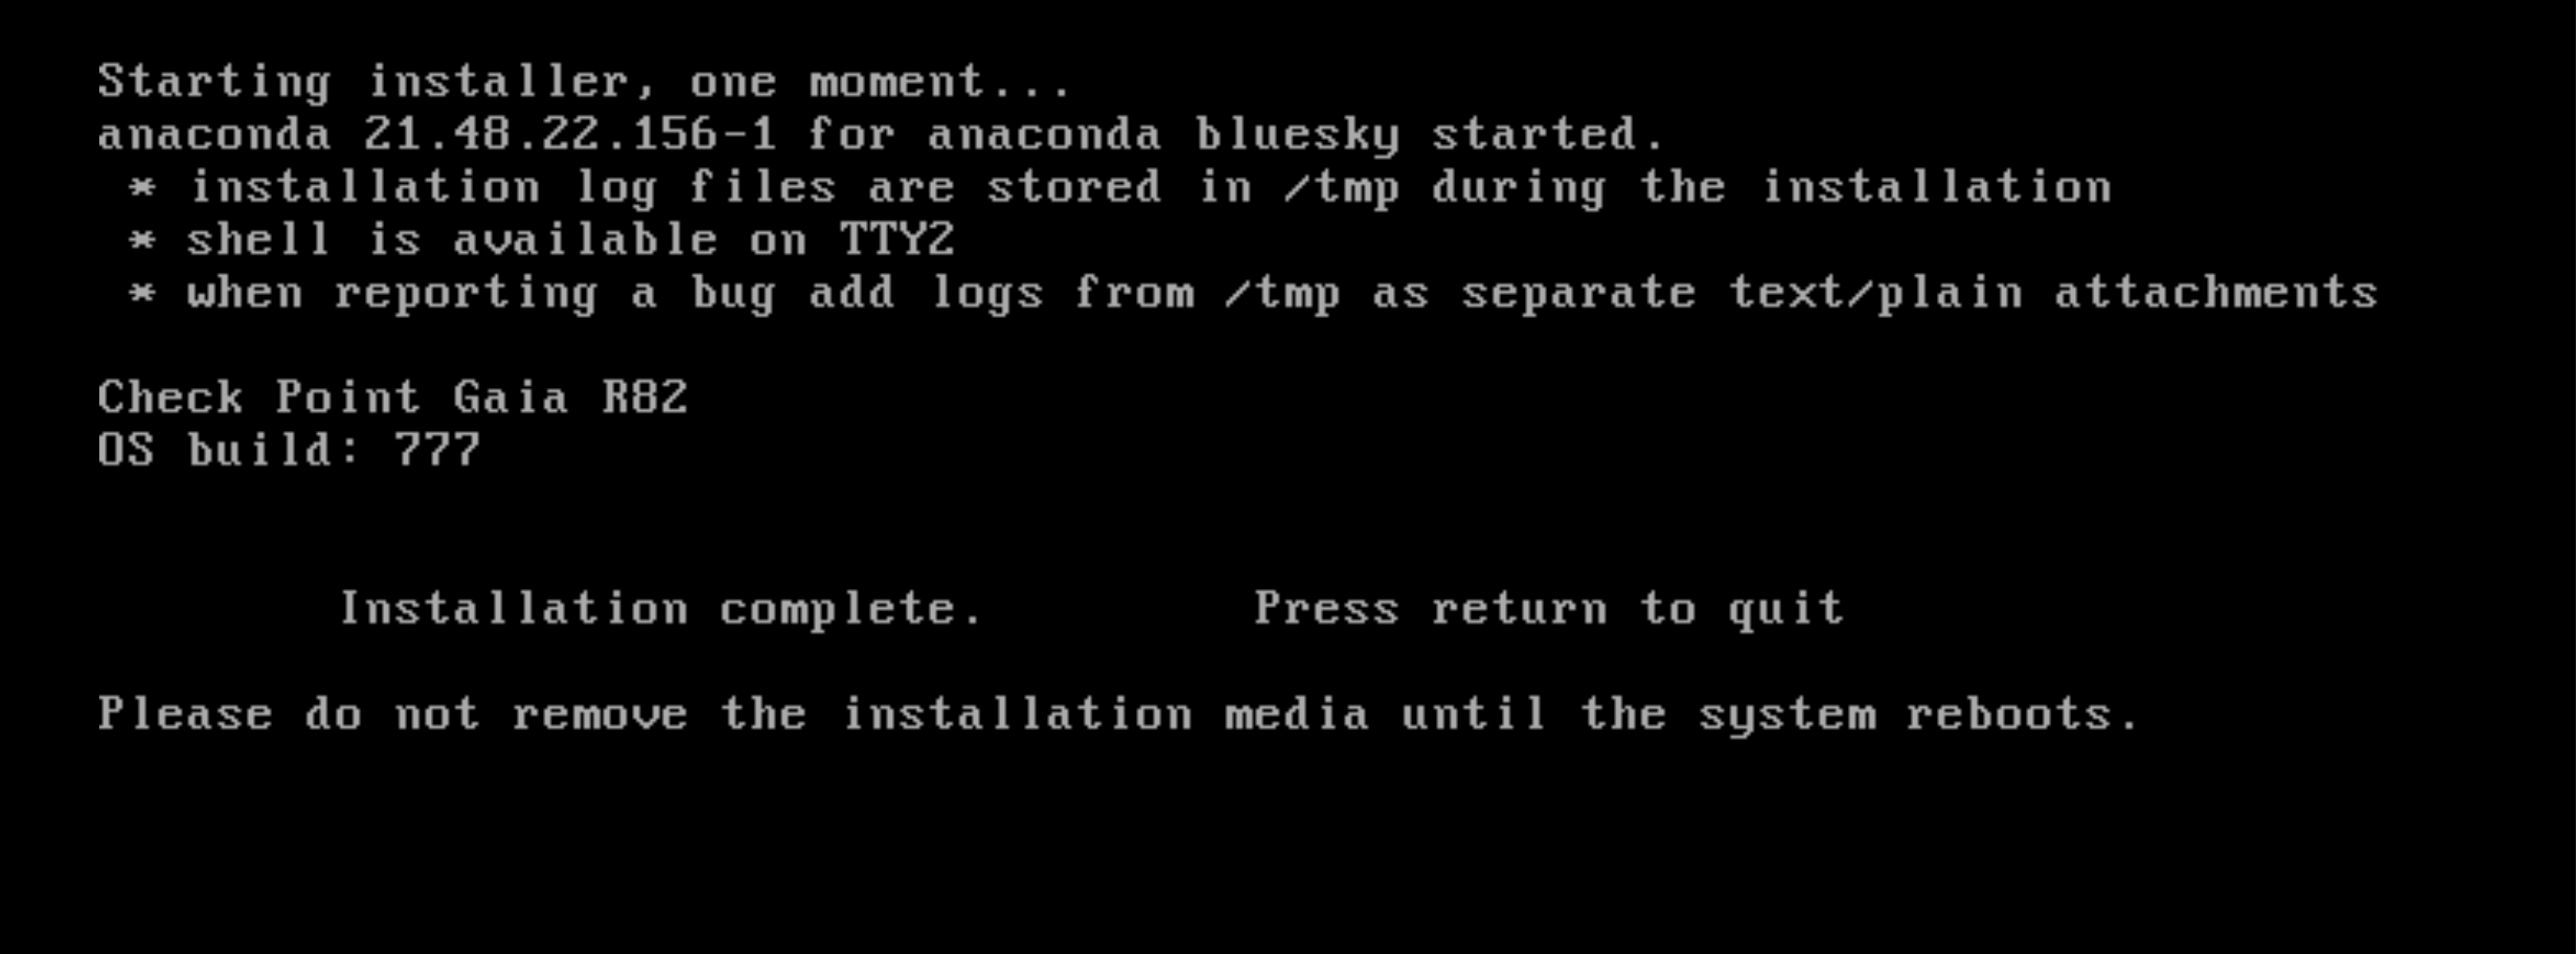 Starting installer, one moment...
anaconda 21.48.22.156-1 for anaconda bluesky started.
* installation log files are stored in /tmp during the installation
* shell is available on TTY2
* when reporting a bug add logs from /tmp as separate text/plain attachments
Check Point Gaia R82
OS build: 777
Installation complete. Press return to quit
Please do not remove the installation media until the system reboots.